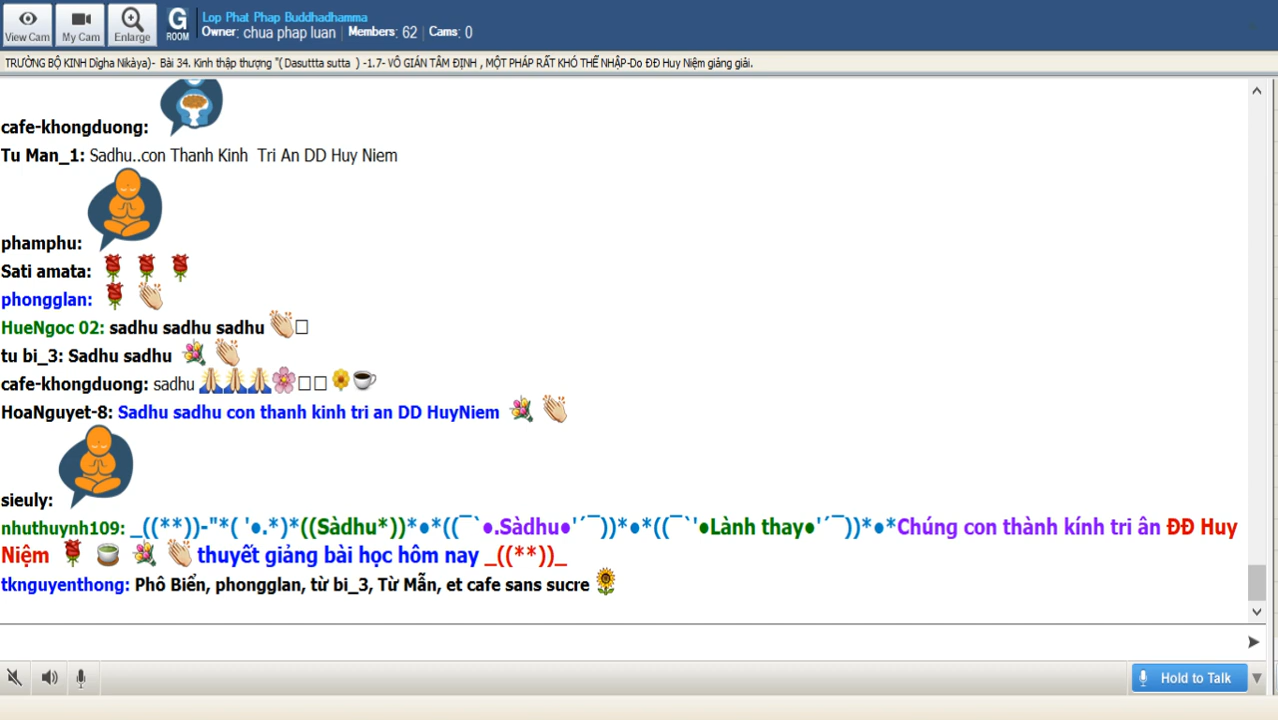 Lop Phat Phap Buddhadhamma
G ROOM
Owner: chua phap luan | Members: 62 | Cams: 0
View Cam
My Cam
Enlarge
TRƯỜNG BỘ KINH Dìgha Nikàya)- Bài 34. Kinh thập thượng "( Dasuttta sutta ) -1.7- VÔ GIÁN TÂM ĐỊNH , MỘT PHÁP RẤT KHÓ THỂ NHẬP-Do ĐĐ Huy Niệm giảng giải.
cafe-khongduong:
Tu Man_1: Sadhu..con Thanh Kinh Tri An DD Huy Niem
phamphu:
Sati amata: 🌹 🌹 🌹
phongglan: 🌹 👏
HueNgoc 02: sadhu sadhu sadhu 👏□
tu bi_3: Sadhu sadhu 💐 👏
cafe-khongduong: sadhu 🙏🙏🙏🌸□□ 🌼☕
HoaNguyet-8: Sadhu sadhu con thanh kinh tri an DD HuyNiem 💐 👏
sieuly:
nhuthuynh109: _((**))-"*( '●.*)*((Sàdhu*))*●*((¯`●.Sàdhu●'´¯))*●*((¯`'●Lành thay●'´¯))*●*Chúng con thành kính tri ân ĐĐ Huy
Niệm 🌹 🍵 💐 👏 thuyết giảng bài học hôm nay _((**))_
tknguyenthong: Phô Biển, phongglan, từ bi_3, Từ Mẫn, et cafe sans sucre 🌻
Hold to Talk